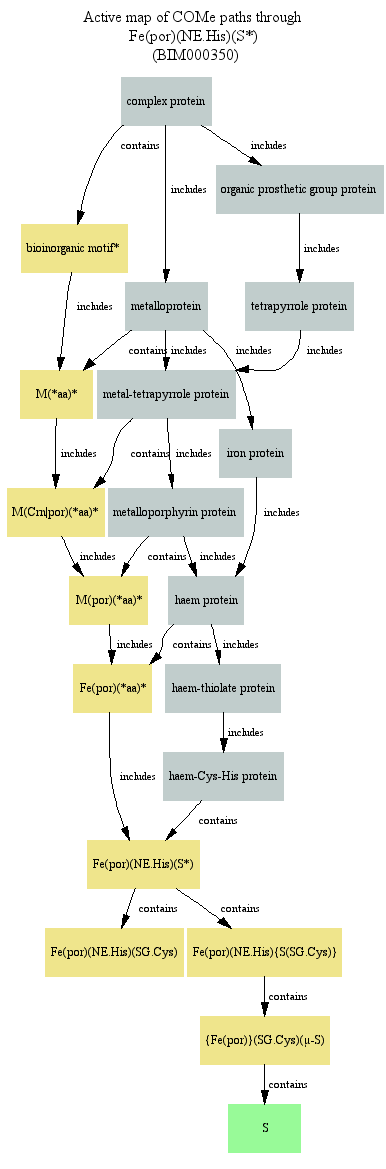 Active map of COMe paths through
Fe(por)(NE.His)(S*)
(BIM000350)
complex protein
contains
includes
includes
organic prosthetic group protein
bioinorganic motif*
includes
includes
metalloprotein
tetrapyrrole protein
contains
includes
includes
includes
M(*aa)*
metal-tetrapyrrole protein
iron protein
includes
contains
includes
includes
M(Crn|por)(*aa)*
metalloporphyrin protein
includes
contains
includes
M(por)(*aa)*
haem protein
includes
contains
includes
Fe(por)(*aa)*
haem-thiolate protein
includes
includes
haem-Cys-His protein
contains
Fe(por)(NE.His)(S*)
contains
contains
Fe(por)(NE.His)(SG.Cys)
Fe(por)(NE.His){S(SG.Cys)}
contains
{Fe(por)}(SG.Cys)(μ-S)
contains
S